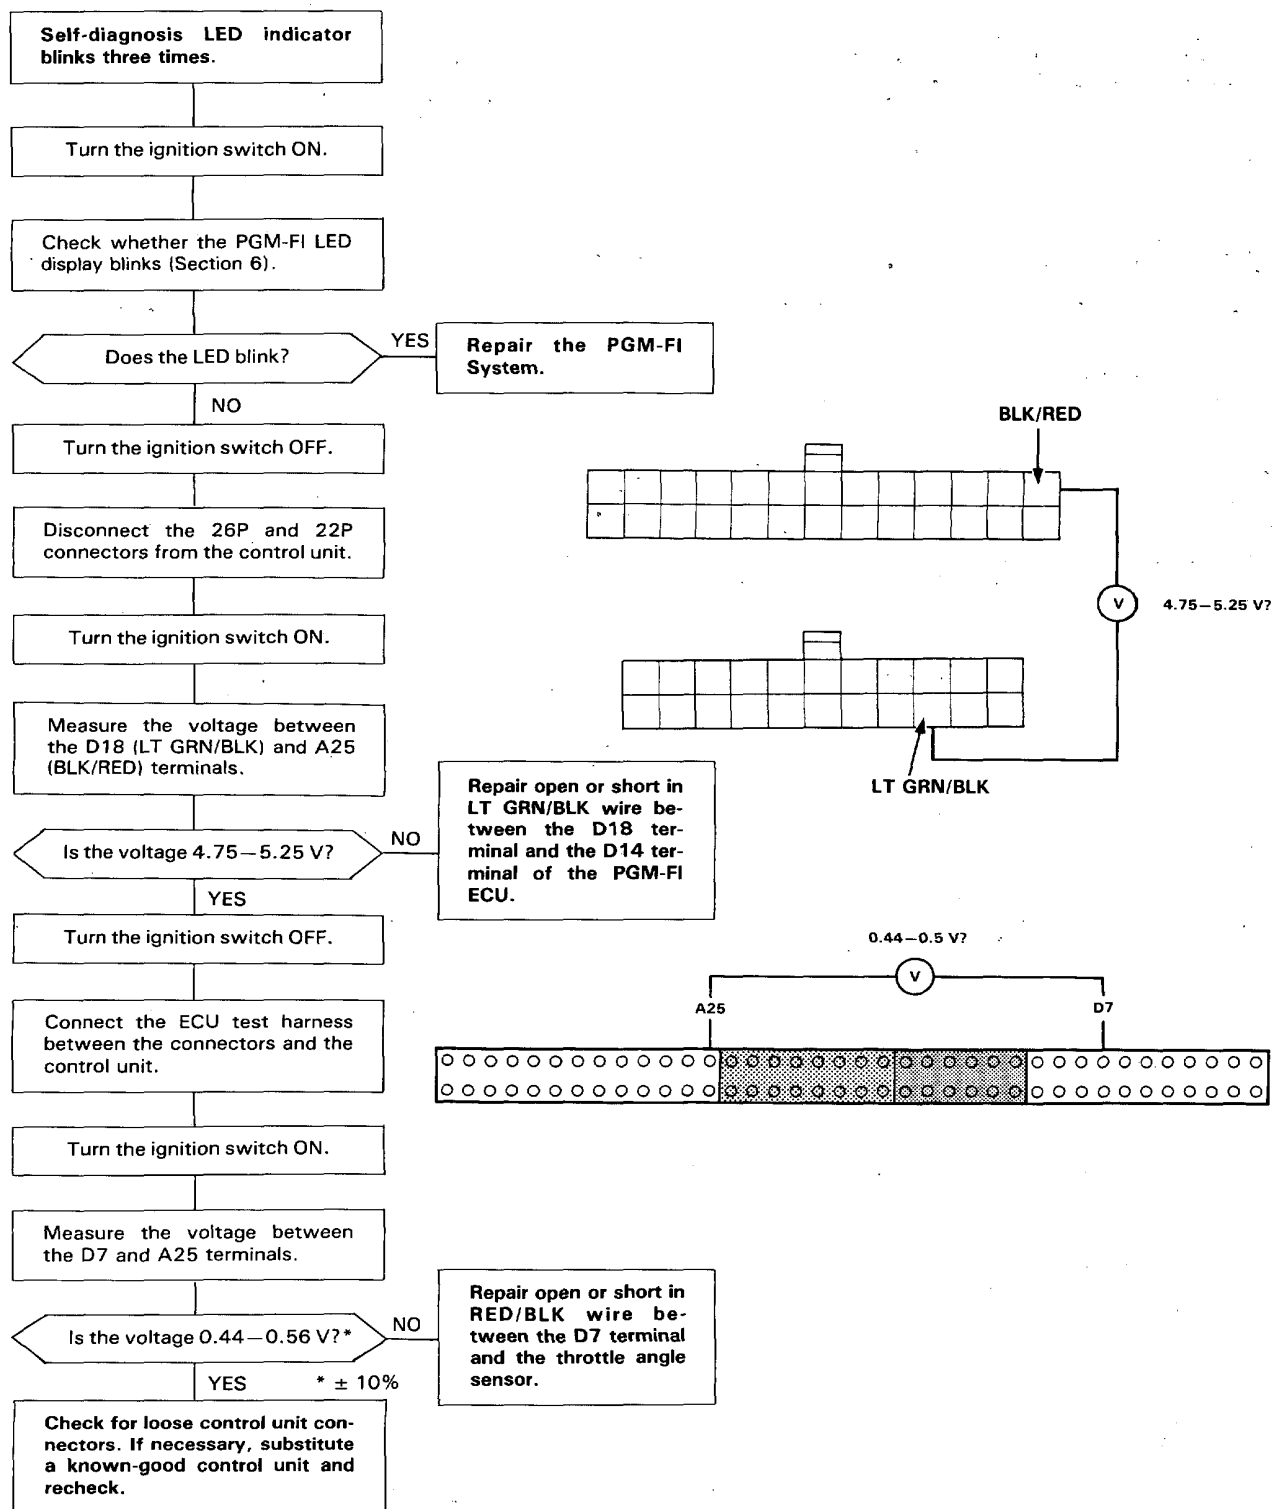 Self-diagnosis LED indicator
blinks three times.
Turn the ignition switch ON.
Check whether the PGM-FI LED
display blinks (Section 6).
Does the LED blink?
YES
Repair the PGM-FI
System.
NO
Turn the ignition switch OFF.
Disconnect the 26P and 22P
connectors from the control unit.
Turn the ignition switch ON.
Measure the voltage between
the D18 (LT GRN/BLK) and A25
(BLK/RED) terminals.
Is the voltage 4.75—5.25 V?
NO
Repair open or short in
LT GRN/BLK wire be-
tween the D18 ter-
minal and the D14 ter-
minal of the PGM-FI
ECU.
YES
Turn the ignition switch OFF.
Connect the ECU test harness
between the connectors and the
control unit.
Turn the ignition switch ON.
Measure the voltage between
the D7 and A25 terminals.
Is the voltage 0.44—0.56 V?*
NO
Repair open or short in
RED/BLK wire be-
tween the D7 terminal
and the throttle angle
sensor.
YES
* ± 10%
Check for loose control unit con-
nectors. If necessary, substitute
a known-good control unit and
recheck.
BLK/RED
V
4.75—5.25 V?
LT GRN/BLK
0.44—0.5 V?
V
A25
D7